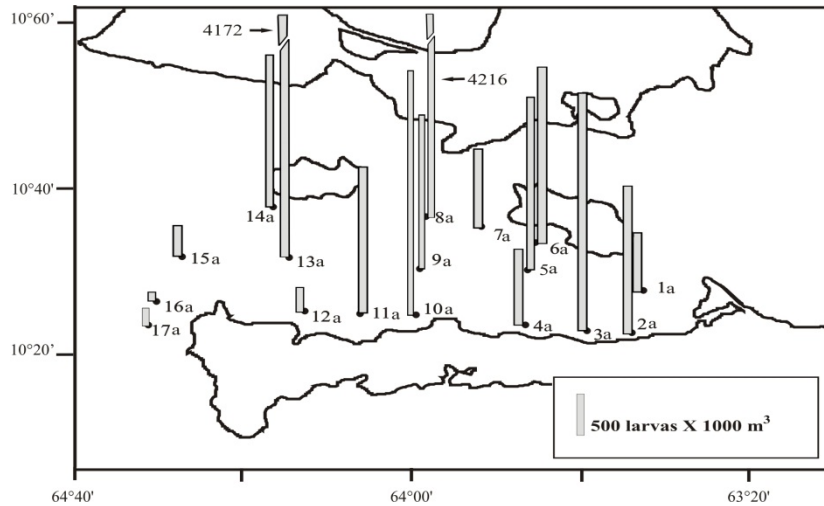 10°60'
4172
4216
10°40'
14a
8a
7a
6a
15a
13a
9a
5a
1a
16a
12a
11a
10a
4a
3a
2a
17a
10°20'
500 larvas X 1000 m³
64°40'
64°00'
63°20'